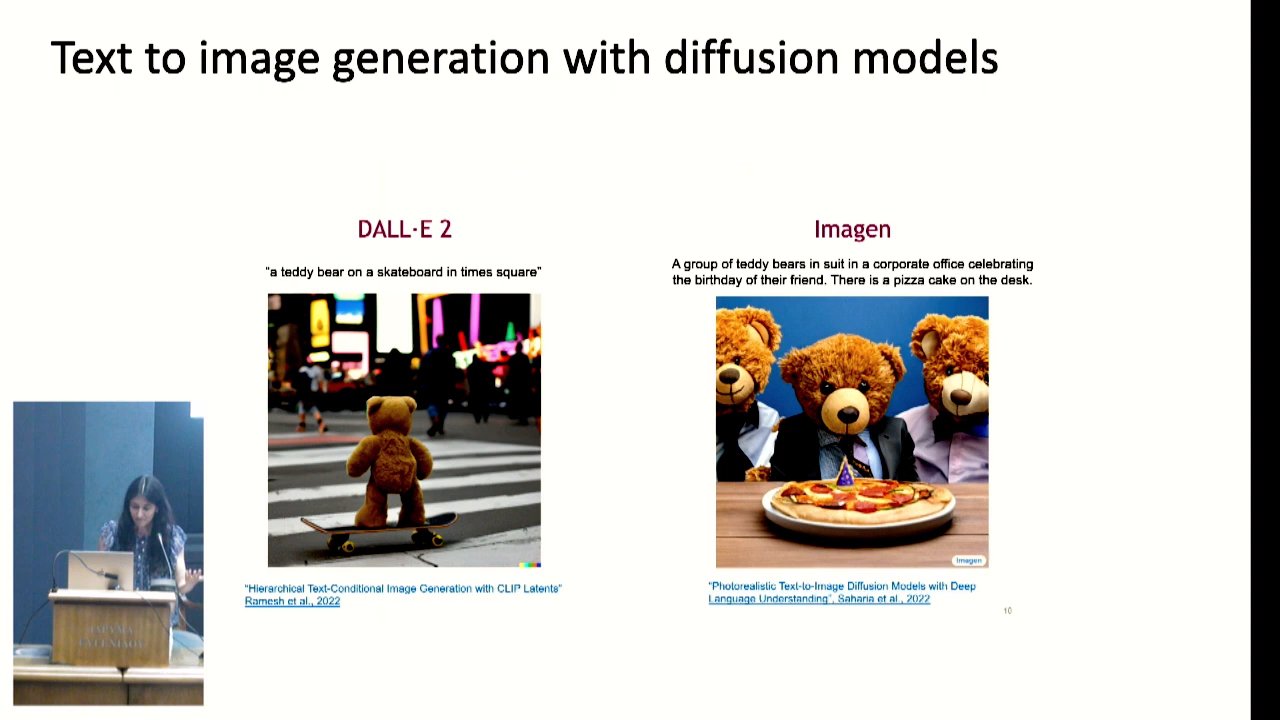 Text to image generation with diffusion models
DALL·E 2
"a teddy bear on a skateboard in times square"
"Hierarchical Text-Conditional Image Generation with CLIP Latents"
Ramesh et al., 2022
Imagen
A group of teddy bears in suit in a corporate office celebrating
the birthday of their friend. There is a pizza cake on the desk.
Imagen
"Photorealistic Text-to-Image Diffusion Models with Deep
Language Understanding", Saharia et al., 2022
10